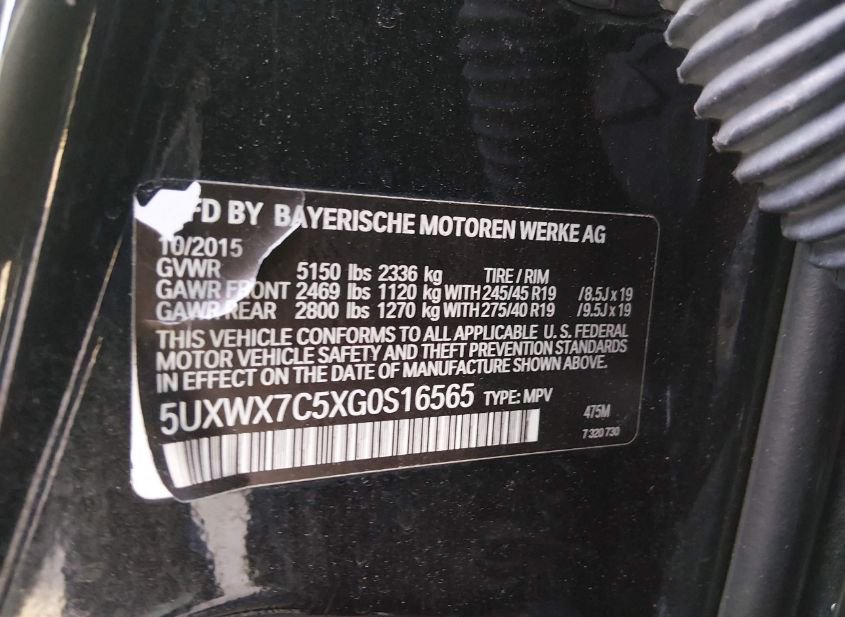 MFD BY BAYERISCHE MOTOREN WERKE AG
10/2015
GVWR 5150 lbs 2336 kg TIRE / RIM
GAWR FRONT 2469 lbs 1120 kg WITH 245/45 R19 /8.5J x 19
GAWR REAR 2800 lbs 1270 kg WITH 275/40 R19 /9.5J x 19
THIS VEHICLE CONFORMS TO ALL APPLICABLE U. S. FEDERAL
MOTOR VEHICLE SAFETY AND THEFT PREVENTION STANDARDS
IN EFFECT ON THE DATE OF MANUFACTURE SHOWN ABOVE.
5UXWX7C5XG0S16565 TYPE: MPV
475M
7 320 730